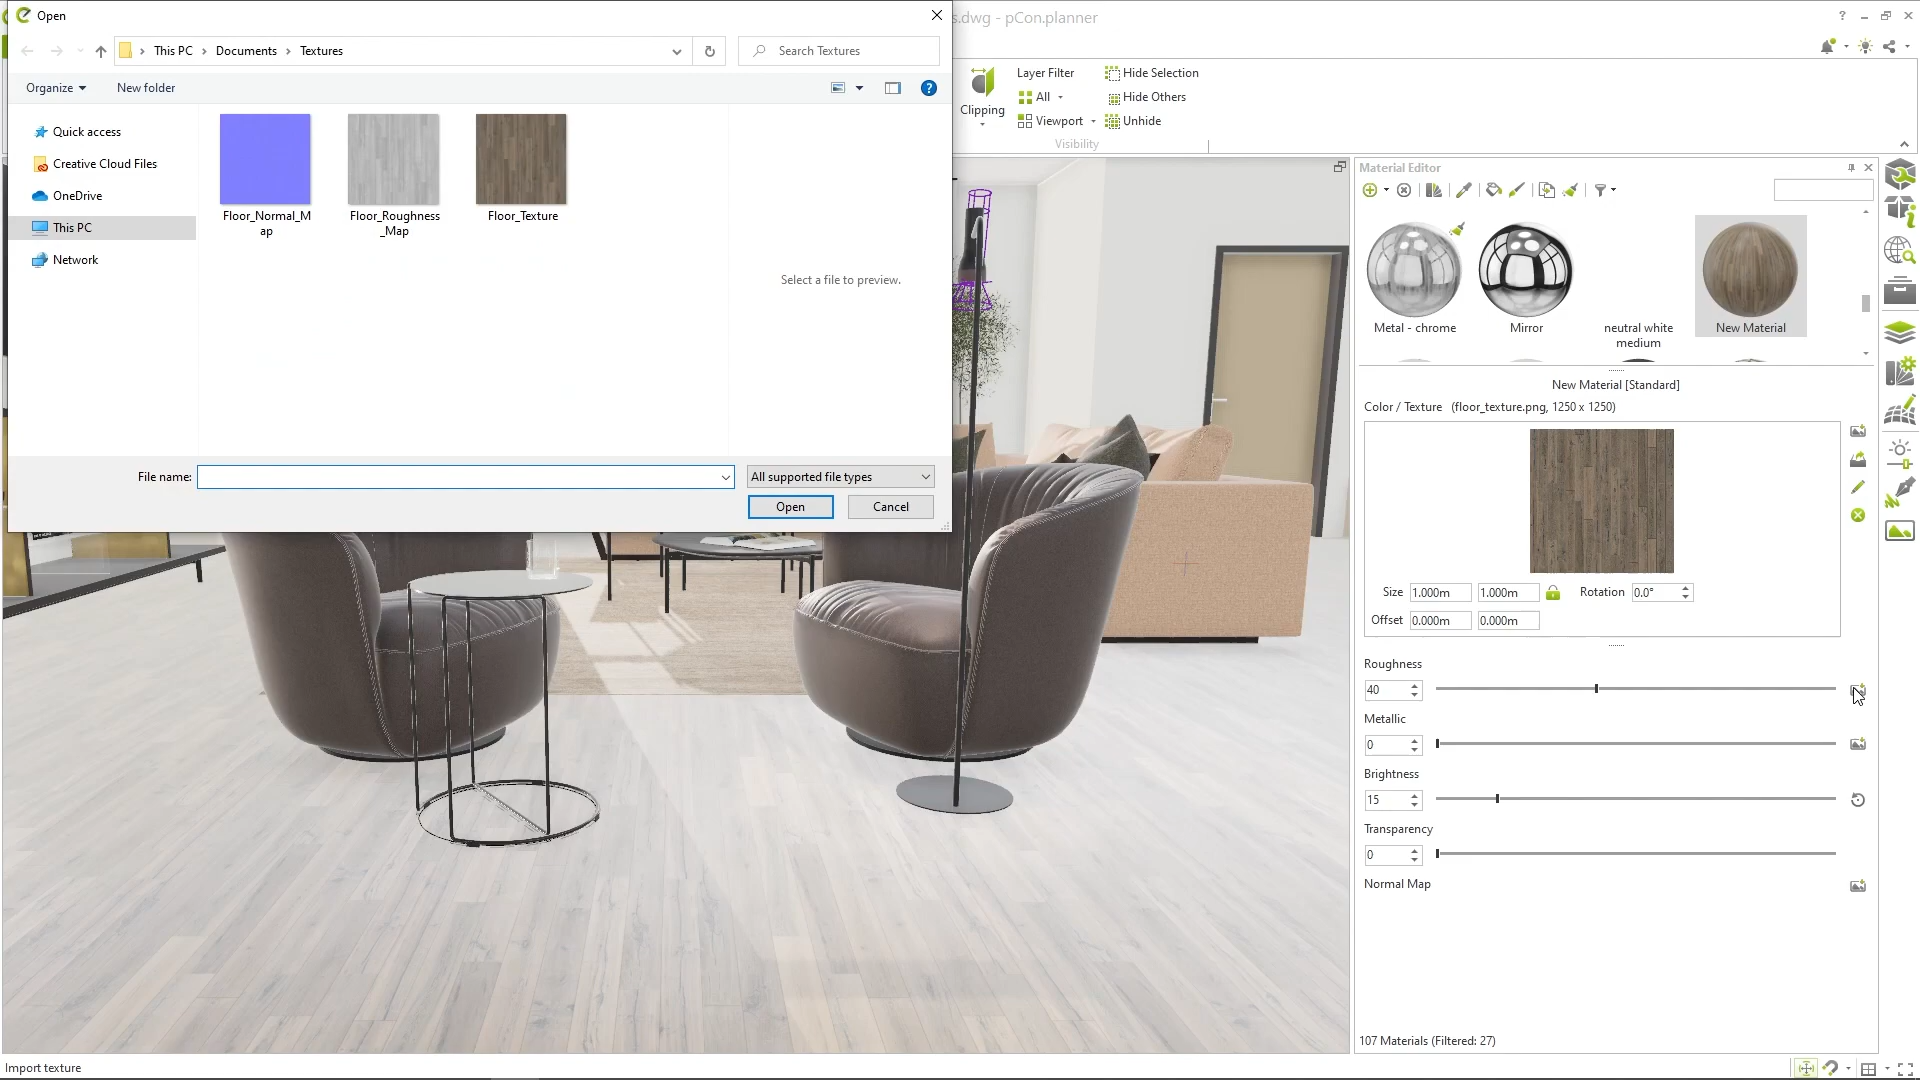 Open
s.dwg - pCon.planner
This PC
Documents
Textures
Search Textures
Organize
New folder
Quick access
Creative Cloud Files
OneDrive
This PC
Network
Floor_Normal_M
ap
Floor_Roughness
_Map
Floor_Texture
Select a file to preview.
File name:
All supported file types
Open
Cancel
Clipping
Layer Filter
All
Viewport
Hide Selection
Hide Others
Unhide
Visibility
Material Editor
Metal - chrome
Mirror
neutral white
medium
New Material
New Material [Standard]
Color / Texture (floor_texture.png, 1250 x 1250)
Size 1.000m 1.000m Rotation 0.0°
Offset 0.000m 0.000m
Roughness
40
Metallic
0
Brightness
15
Transparency
0
Normal Map
107 Materials (Filtered: 27)
Import texture